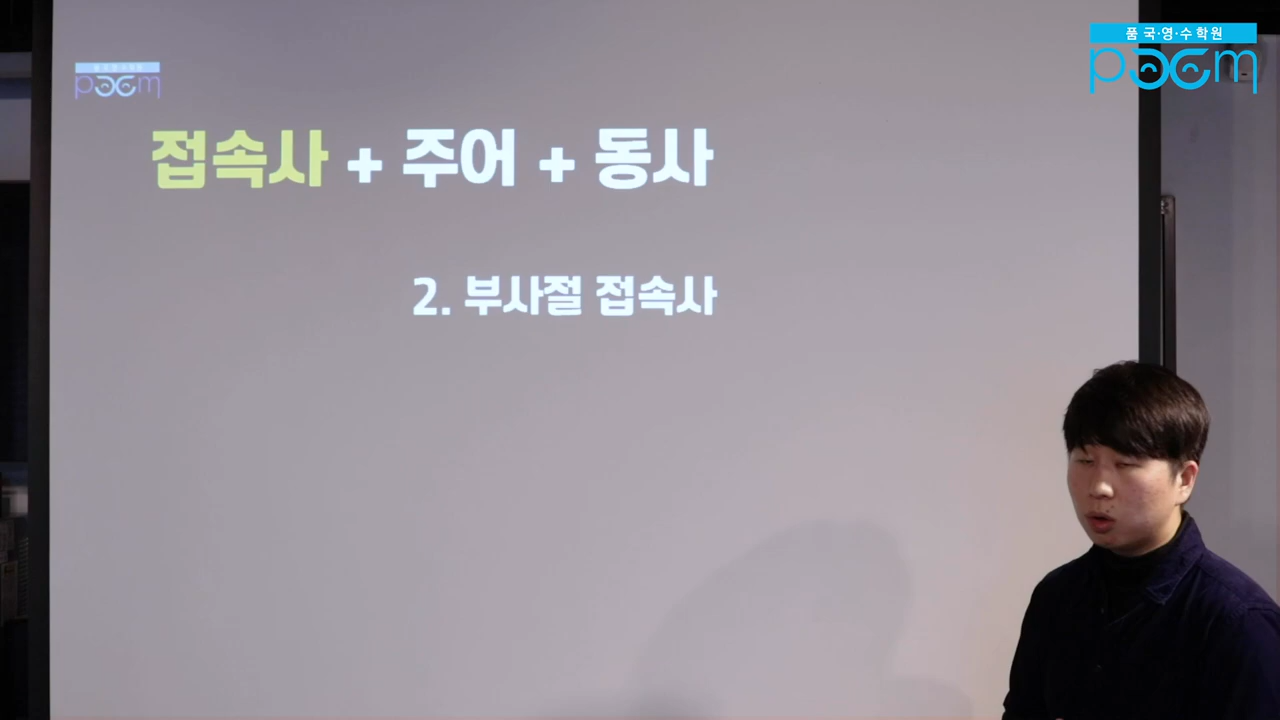 품 국·영·수 학원
poem
poem
접속사 + 주어 + 동사
2. 부사절 접속사